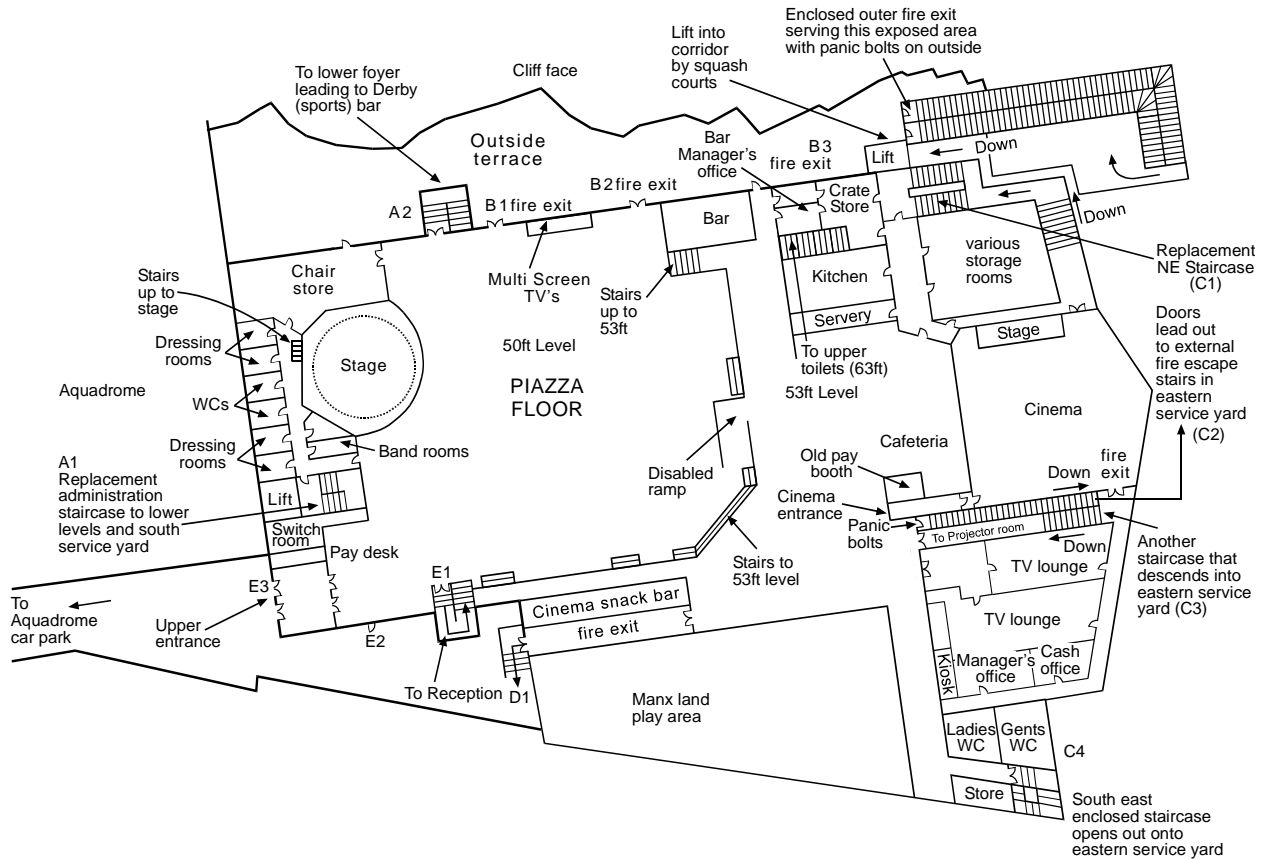 Enclosed outer fire exit
serving this exposed area
with panic bolts on outside
Lift into
corridor
by squash
courts
Cliff face
To lower foyer
leading to Derby
(sports) bar
Outside
terrace
Bar
Manager's
office
B3
fire exit
Lift
Down
B2 fire exit
Crate
Store
A2
B1 fire exit
Bar
Down
various
storage
rooms
Replacement
NE Staircase
(C1)
Chair
store
Stairs
up to
stage
Multi Screen
TV's
Stairs
up to
53ft
Kitchen
Servery
Stage
Doors
lead out
to external
fire escape
stairs in
eastern
service yard
(C2)
Dressing
rooms
50ft Level
To upper
toilets (63ft)
53ft Level
Stage
Aquadrome
WCs
PIAZZA
FLOOR
Cinema
Dressing
rooms
Band rooms
Cafeteria
Disabled
ramp
Old pay
booth
Down
fire
exit
A1
Replacement
administration
staircase to lower
levels and south
service yard
Lift
Switch
room
Cinema
entrance
Panic
bolts
To Projector room
Down
Another
staircase that
descends into
eastern service
yard (C3)
Pay desk
Stairs to
53ft level
TV lounge
E3
E1
To
Aquadrome
car park
Upper
entrance
E2
Cinema snack bar
fire exit
TV lounge
Kiosk
Manager's
office
Cash
office
To Reception
D1
Manx land
play area
Ladies
WC
Gents
WC
C4
Store
South east
enclosed staircase
opens out onto
eastern service yard